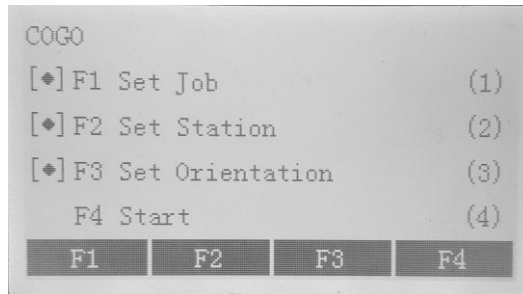 COGO
[◆] F1 Set Job (1)
[◆] F2 Set Station (2)
[◆] F3 Set Orientation (3)
F4 Start (4)
F1 F2 F3 F4